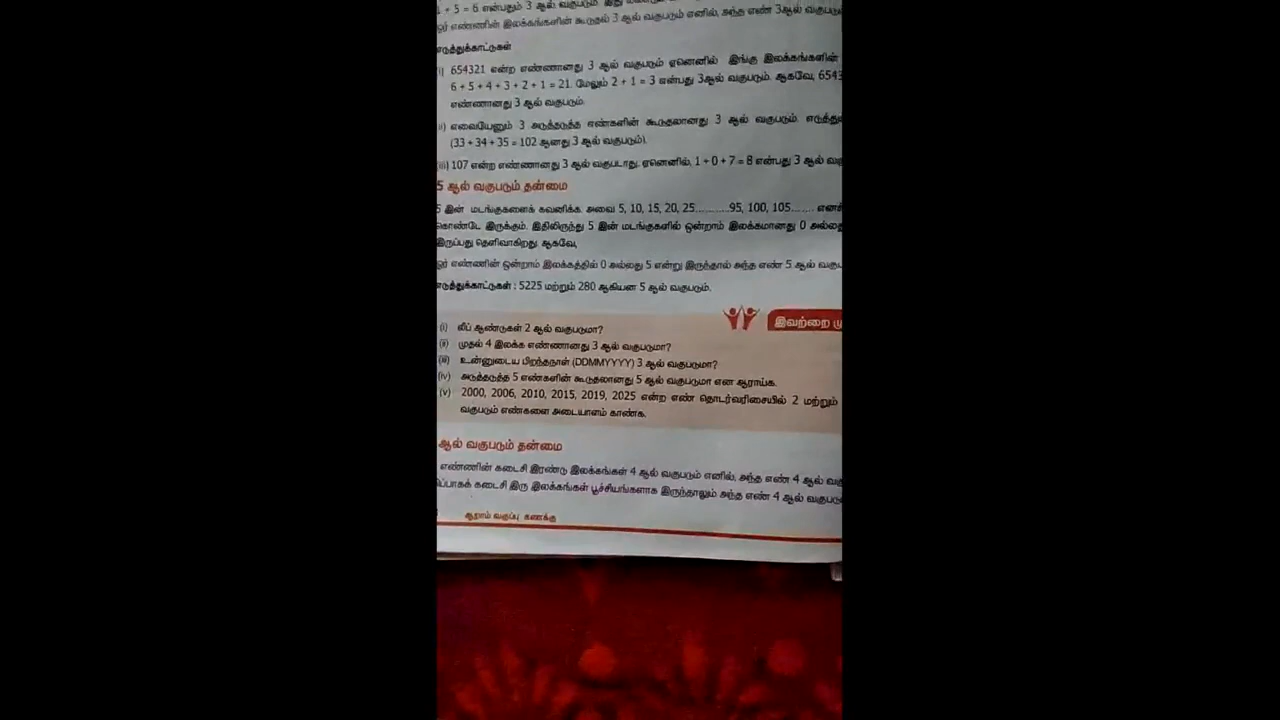 1 + 5 = 6 என்பதும் 3 ஆல் வகுபடும். இது
ஓர் எண்ணின் இலக்கங்களின் கூடுதல் 3 ஆல் வகுபடும் எனில், அந்த எண் 3ஆல் வகுபடும்
எடுத்துக்காட்டுகள்
(i) 654321 என்ற எண்ணானது 3 ஆல் வகுபடும் ஏனெனில் இங்கு இலக்கங்களின்
6 + 5 + 4 + 3 + 2 + 1 = 21. மேலும் 2 + 1 = 3 என்பது 3ஆல் வகுபடும். ஆகவே, 6543
எண்ணானது 3 ஆல் வகுபடும்.
ii) எவையேனும் 3 அடுத்தடுத்த எண்களின் கூடுதலானது 3 ஆல் வகுபடும்.
(33 + 34 + 35 = 102 ஆனது 3 ஆல் வகுபடும்).
(iii) 107 என்ற எண்ணானது 3 ஆல் வகுபடாது. ஏனெனில், 1 + 0 + 7 = 8 என்பது 3 ஆல்
5 ஆல் வகுபடும் தன்மை
5 இன் மடங்குகளைக் கவனிக்க. அவை 5, 10, 15, 20, 25...........95, 100, 105.......
கொண்டே இருக்கும். இதிலிருந்து 5 இன் மடங்குகளில் ஒன்றாம் இலக்கமானது 0 அல்லது
இருப்பது தெளிவாகிறது. ஆகவே,
ஓர் எண்ணின் ஒன்றாம் இலக்கத்தில் 0 அல்லது 5 என்று இருந்தால் அந்த எண் 5 ஆல்
எடுத்துக்காட்டுகள் : 5225 மற்றும் 280 ஆகியன 5 ஆல் வகுபடும்.
இவற்றை மு
(i) லீப் ஆண்டுகள் 2 ஆல் வகுபடுமா?
(ii) முதல் 4 இலக்க எண்ணானது 3 ஆல் வகுபடுமா?
(iii) உன்னுடைய பிறந்தநாள் (DDMMYYYY) 3 ஆல் வகுபடுமா?
(iv) அடுத்தடுத்த 5 எண்களின் கூடுதலானது 5 ஆல் வகுபடுமா என ஆராய்க.
(v) 2000, 2006, 2010, 2015, 2019, 2025 என்ற எண் தொடர்வரிசையில் 2 மற்றும்
வகுபடும் எண்களை அடையாளம் காண்க.
ஆல் வகுபடும் தன்மை
எண்ணின் கடைசி இரண்டு இலக்கங்கள் 4 ஆல் வகுபடும் எனில், அந்த எண் 4 ஆல்
கடைசி இரு இலக்கங்கள் பூச்சியங்களாக இருந்தாலும் அந்த எண் 4 ஆல் வகுபடும்
ஆறாம் வகுப்பு கணக்கு